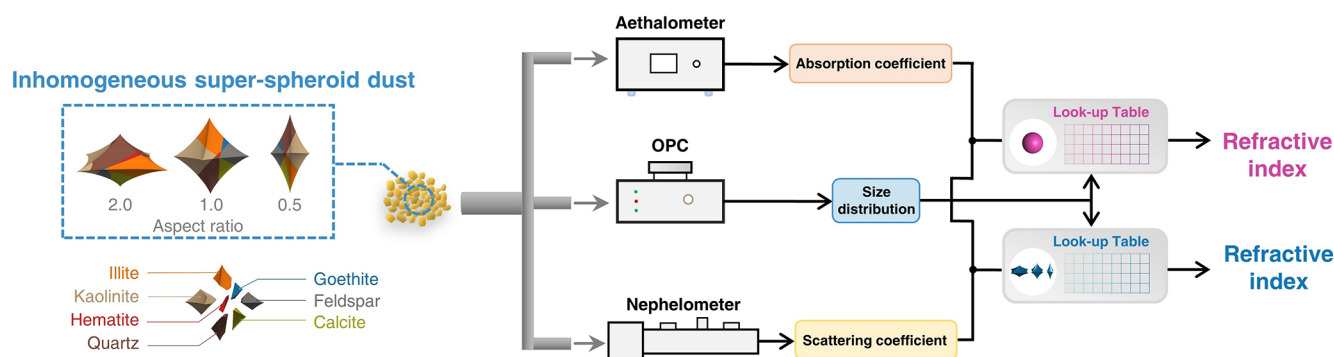 Inhomogeneous super-spheroid dust
2.0
1.0
0.5
Aspect ratio
Illite
Kaolinite
Hematite
Quartz
Goethite
Feldspar
Calcite
Aethalometer
Absorption coefficient
OPC
Size
distribution
Nephelometer
Scattering coefficient
Look-up Table
Refractive
index
Look-up Table
Refractive
index